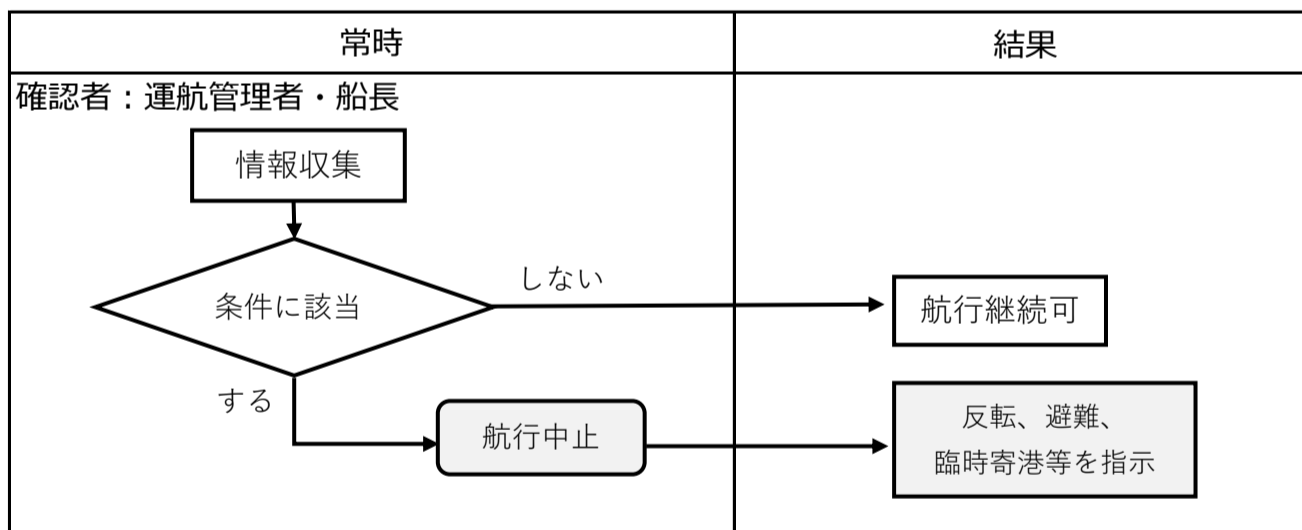 常時
結果
確認者：運航管理者・船長
情報収集
条件に該当
しない
航行継続可
する
航行中止
反転、避難、
臨時寄港等を指示